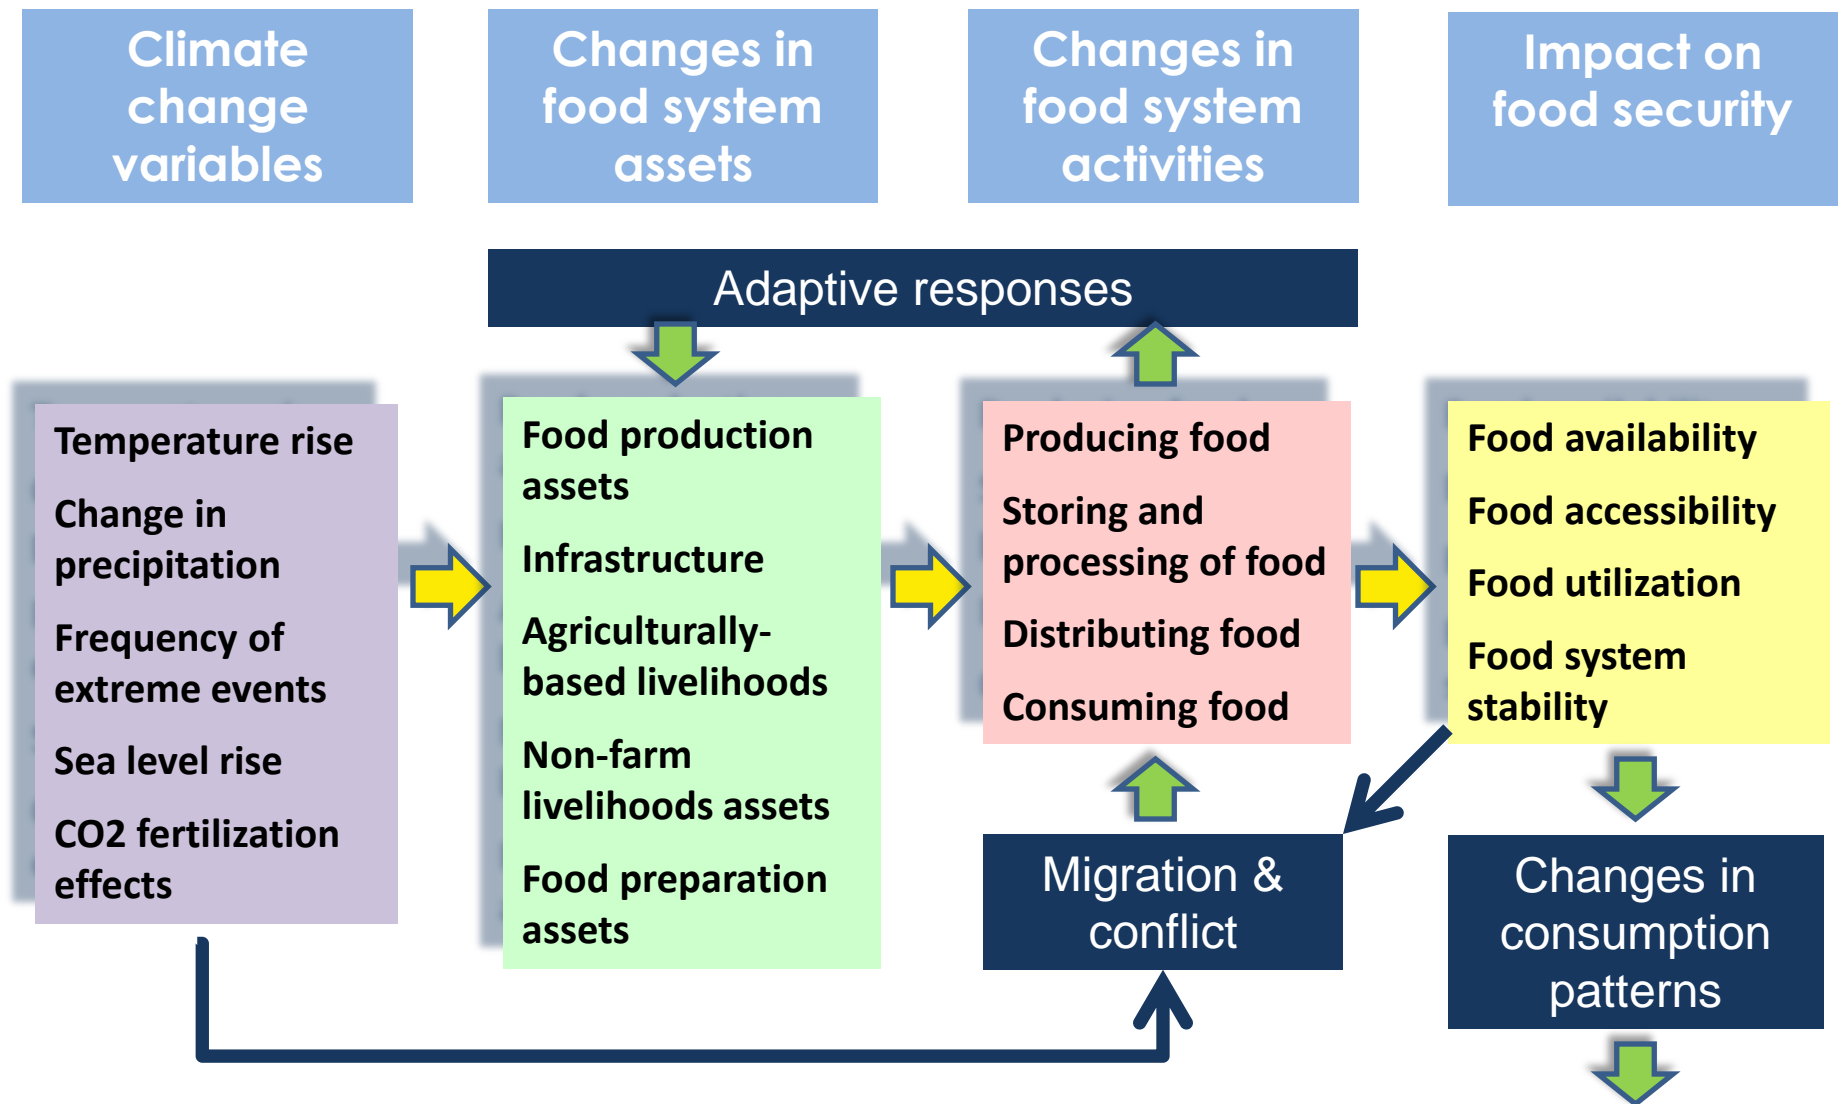 Climate
change
variables
Changes in
food system
assets
Changes in
food system
activities
Impact on
food security
Adaptive responses
Temperature rise
Change in
precipitation
Frequency of
extreme events
Sea level rise
CO2 fertilization
effects
Food production
assets
Infrastructure
Agriculturally-
based livelihoods
Non-farm
livelihoods assets
Food preparation
assets
Producing food
Storing and
processing of food
Distributing food
Consuming food
Food availability
Food accessibility
Food utilization
Food system
stability
Migration &
conflict
Changes in
consumption
patterns